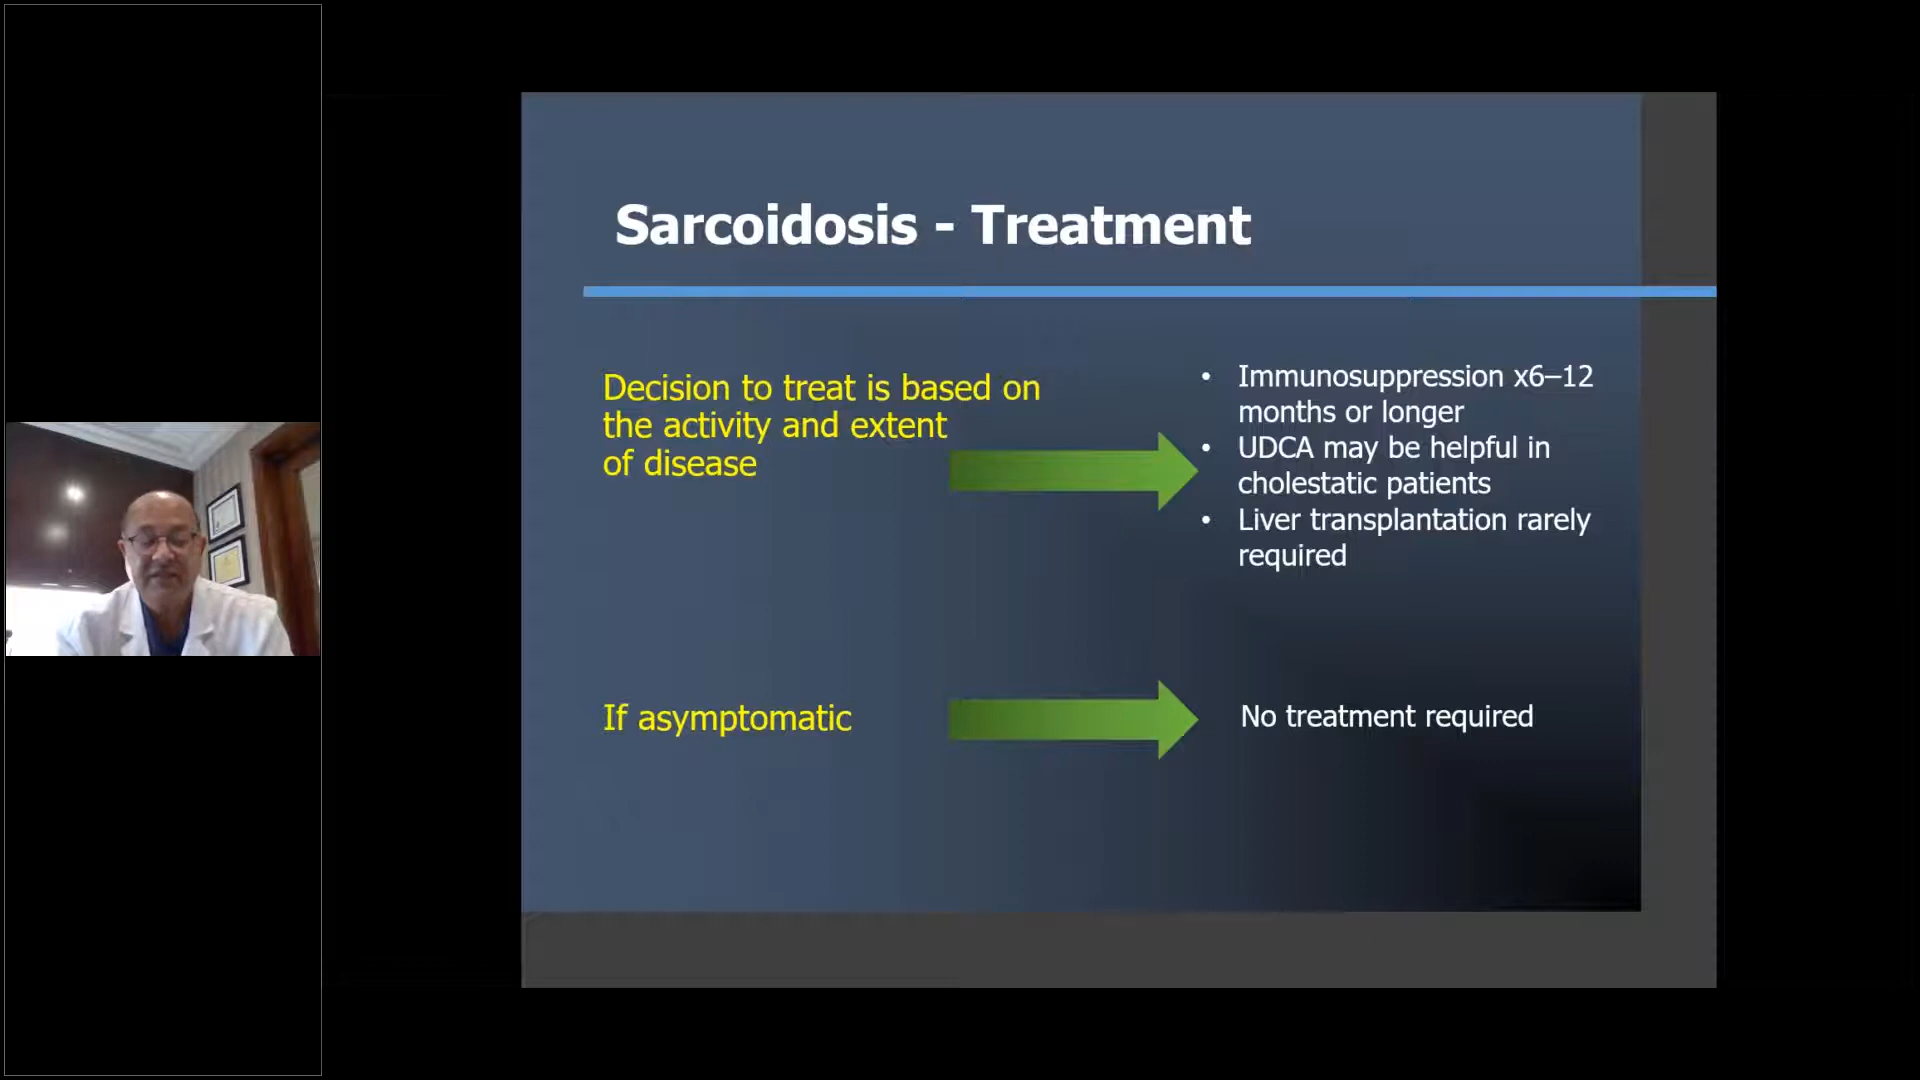 Sarcoidosis - Treatment
Decision to treat is based on
the activity and extent
of disease
• Immunosuppression x6–12
months or longer
• UDCA may be helpful in
cholestatic patients
• Liver transplantation rarely
required
If asymptomatic
No treatment required